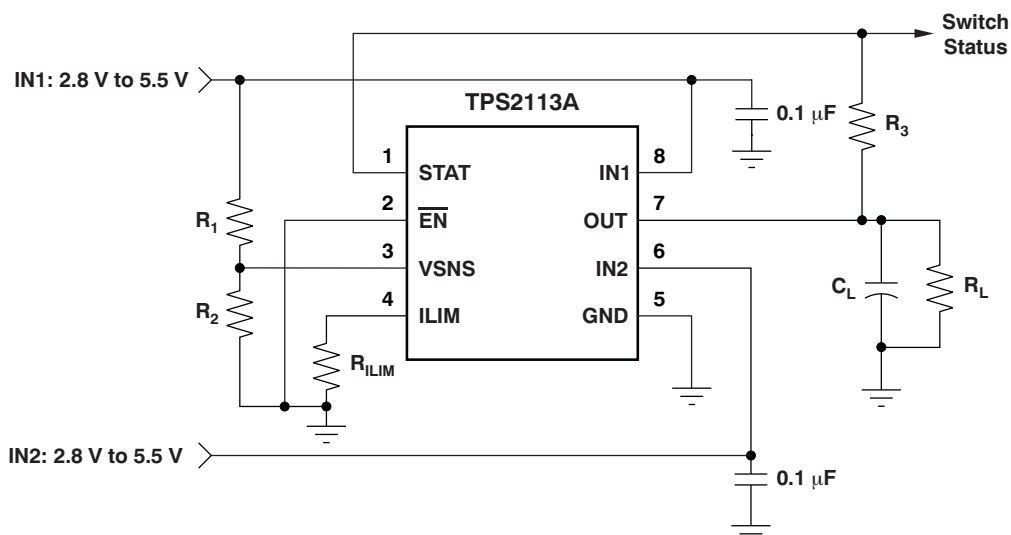 Switch
Status
IN1: 2.8 V to 5.5 V
TPS2113A
0.1 μF
R3
1
STAT
IN1
8
R1
2
EN
OUT
7
3
VSNS
IN2
6
R2
4
ILIM
GND
5
CL
RL
RILIM
IN2: 2.8 V to 5.5 V
0.1 μF